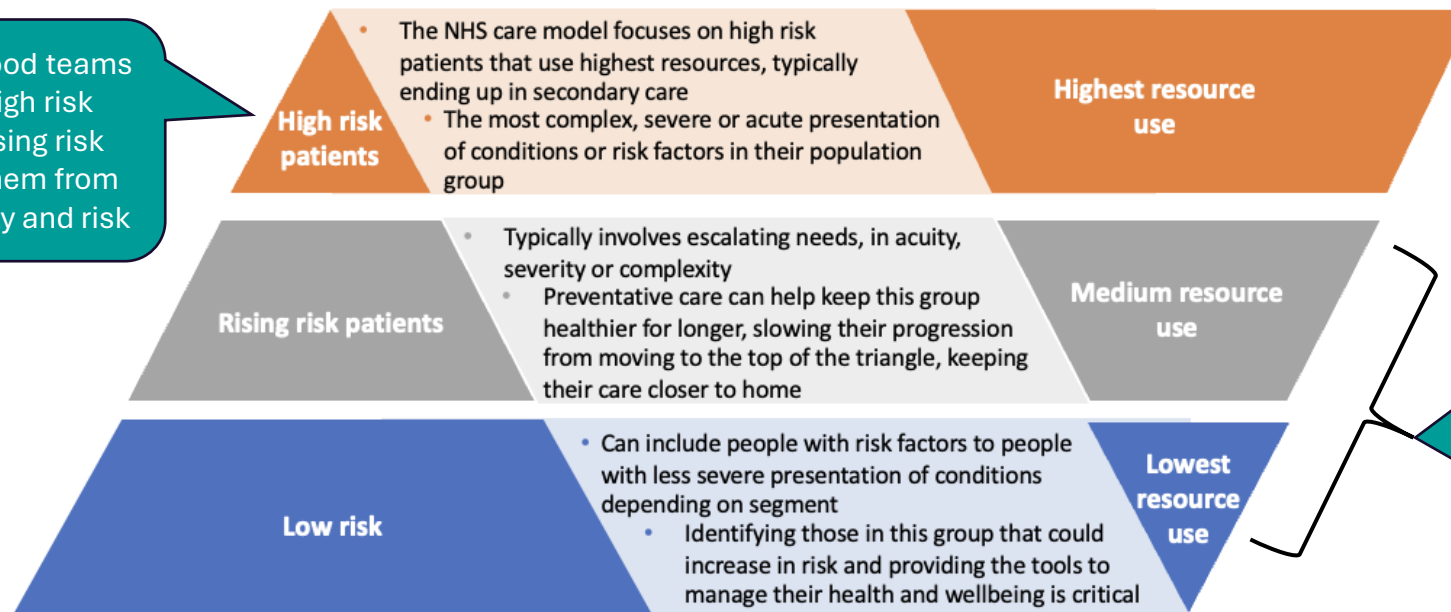 ood teams
igh risk
sing risk
hem from
y and risk
High risk
patients
• The NHS care model focuses on high risk
patients that use highest resources, typically
ending up in secondary care
• The most complex, severe or acute presentation
of conditions or risk factors in their population
group
Highest resource
use
Rising risk patients
• Typically involves escalating needs, in acuity,
severity or complexity
• Preventative care can help keep this group
healthier for longer, slowing their progression
from moving to the top of the triangle, keeping
their care closer to home
Medium resource
use
Low risk
• Can include people with risk factors to people
with less severe presentation of conditions
depending on segment
• Identifying those in this group that could
increase in risk and providing the tools to
manage their health and wellbeing is critical
Lowest
resource
use